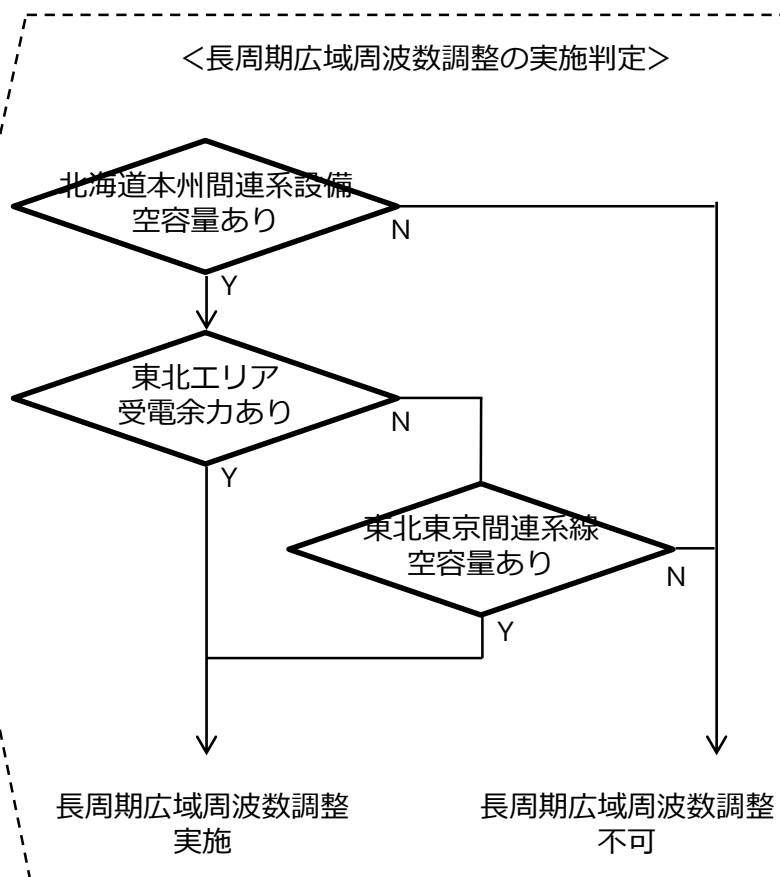 ＜長周期広域周波数調整の実施判定＞
北海道本州間連系設備
空容量あり
N
Y
東北エリア
受電余力あり
N
Y
東北東京間連系線
空容量あり
N
Y
長周期広域周波数調整
実施
長周期広域周波数調整
不可